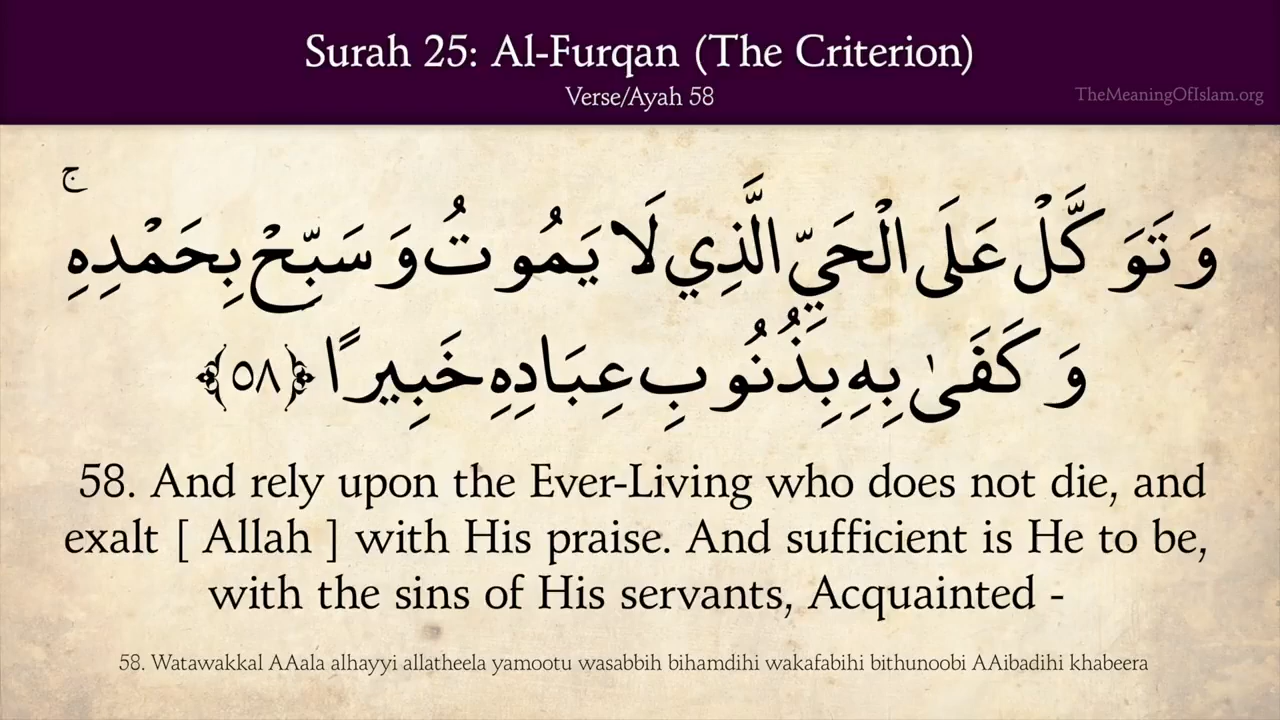 Surah 25: Al-Furqan (The Criterion)
Verse/Ayah 58
TheMeaningOfIslam.org
وَتَوَكَّلْ عَلَى الْحَيِّ الَّذِي لَا يَمُوتُ وَسَبِّحْ بِحَمْدِهِ ۚ
وَكَفَىٰ بِهِ بِذُنُوبِ عِبَادِهِ خَبِيرًا ﴿٥٨﴾
58. And rely upon the Ever-Living who does not die, and
exalt [ Allah ] with His praise. And sufficient is He to be,
with the sins of His servants, Acquainted -
58. Watawakkal AAala alhayyi allatheela yamootu wasabbih bihamdihi wakafabihi bithunoobi AAibadihi khabeera